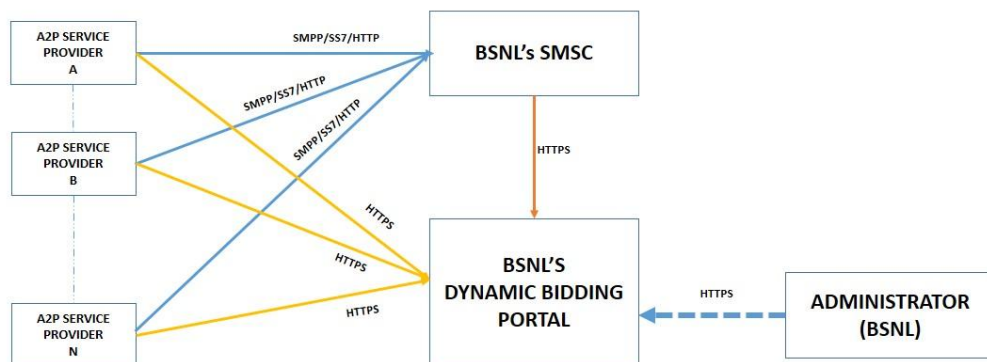 A2P SERVICE
PROVIDER
A
SMPP/SS7/HTTP
BSNL's SMSC
SMPP/SS7/HTTP
SMPP/SS7/HTTP
A2P SERVICE
PROVIDER
B
HTTPS
HTTPS
HTTPS
BSNL'S
DYNAMIC BIDDING
PORTAL
HTTPS
A2P SERVICE
PROVIDER
N
HTTPS
ADMINISTRATOR
(BSNL)